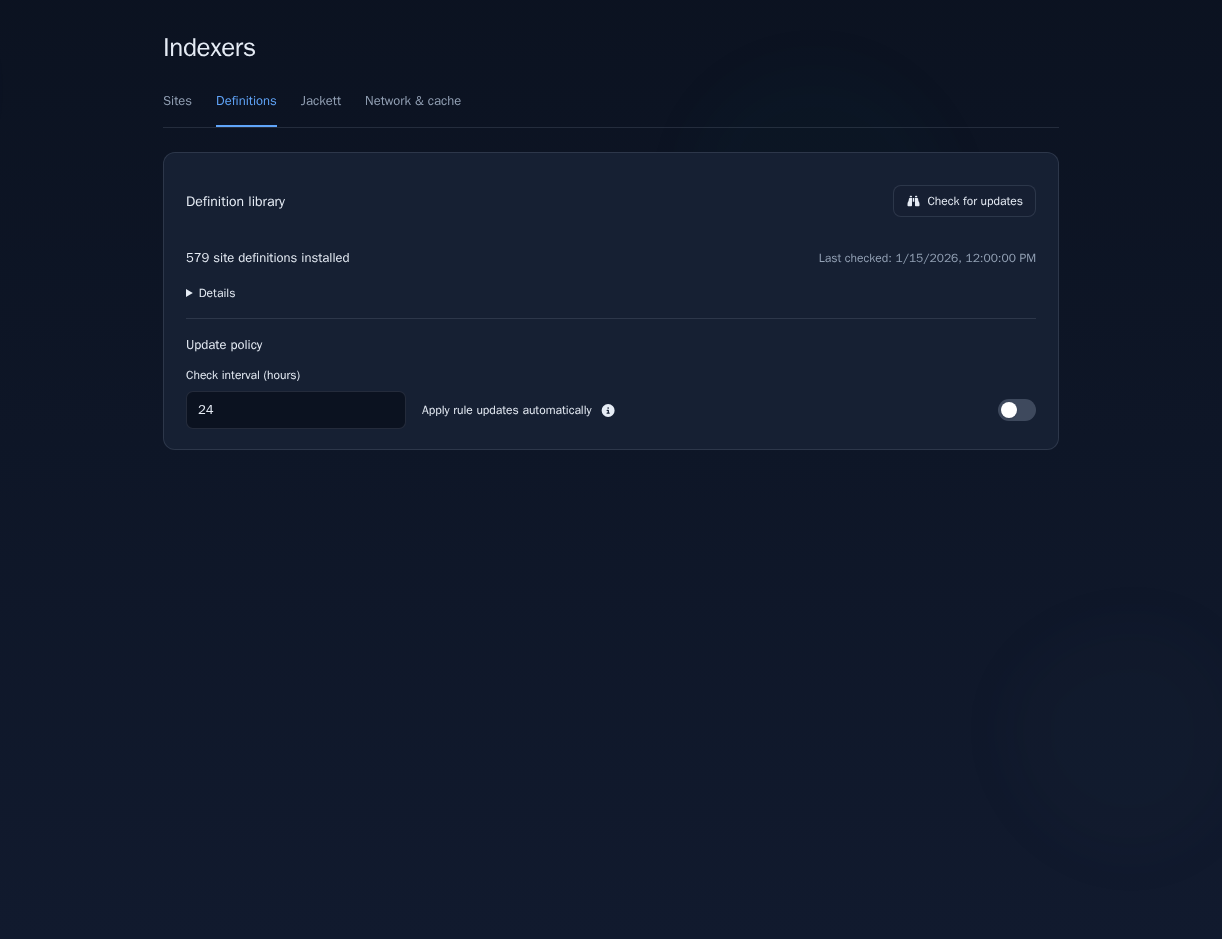 Indexers
Sites Definitions Jackett Network & cache
Definition library
Check for updates
579 site definitions installed
Last checked: 1/15/2026, 12:00:00 PM
Details
Update policy
Check interval (hours)
24
Apply rule updates automatically